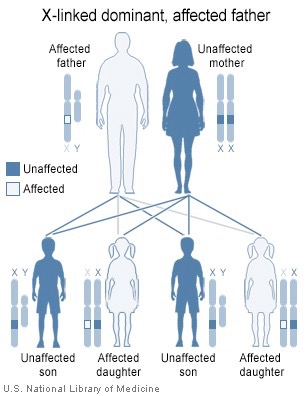 X-linked dominant, affected father
Affected
father
Unaffected
mother
X Y
X X
Unaffected
Affected
X Y
X X
X Y
X X
Unaffected
son
Affected
daughter
Unaffected
son
Affected
daughter
U.S. National Library of Medicine